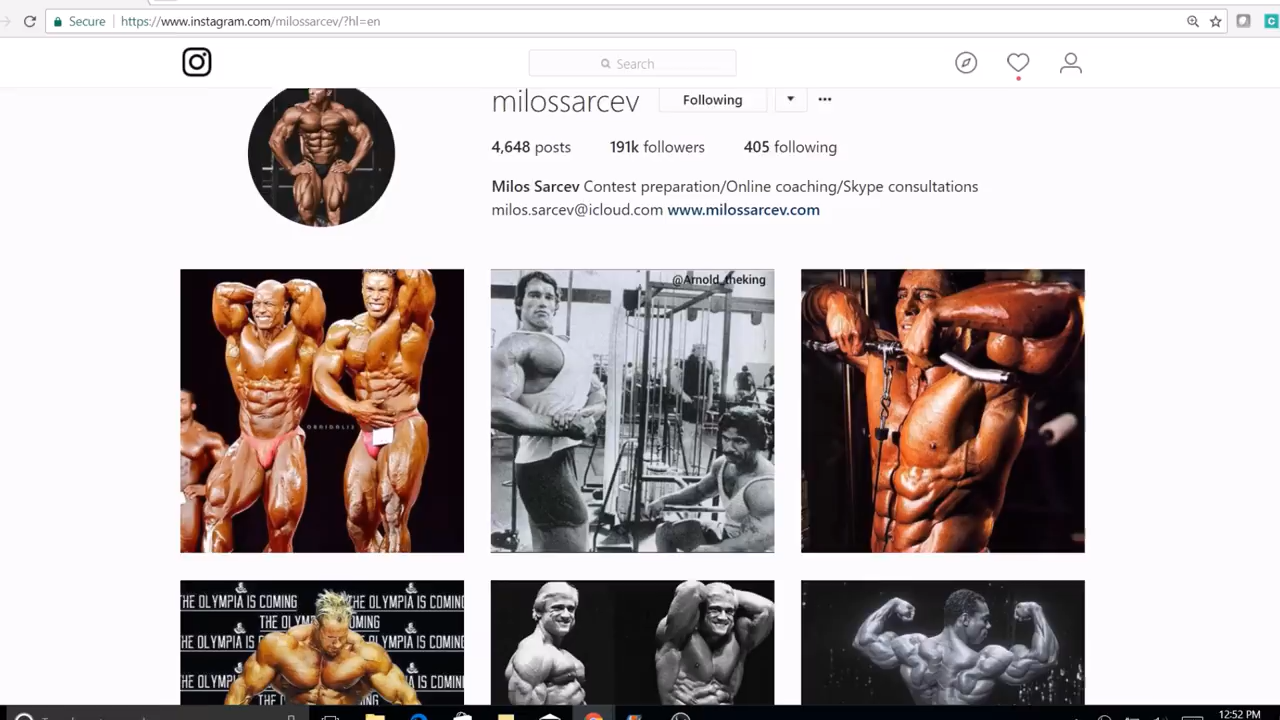 Secure https://www.instagram.com/milossarcev/?hl=en
Search
milossarcev Following
4,648 posts 191k followers 405 following
Milos Sarcev Contest preparation/Online coaching/Skype consultations
milos.sarcev@icloud.com www.milossarcev.com
@Arnold_theking
THE OLYMPIA IS COMING THE OLYMPIA IS COMING
12:52 PM